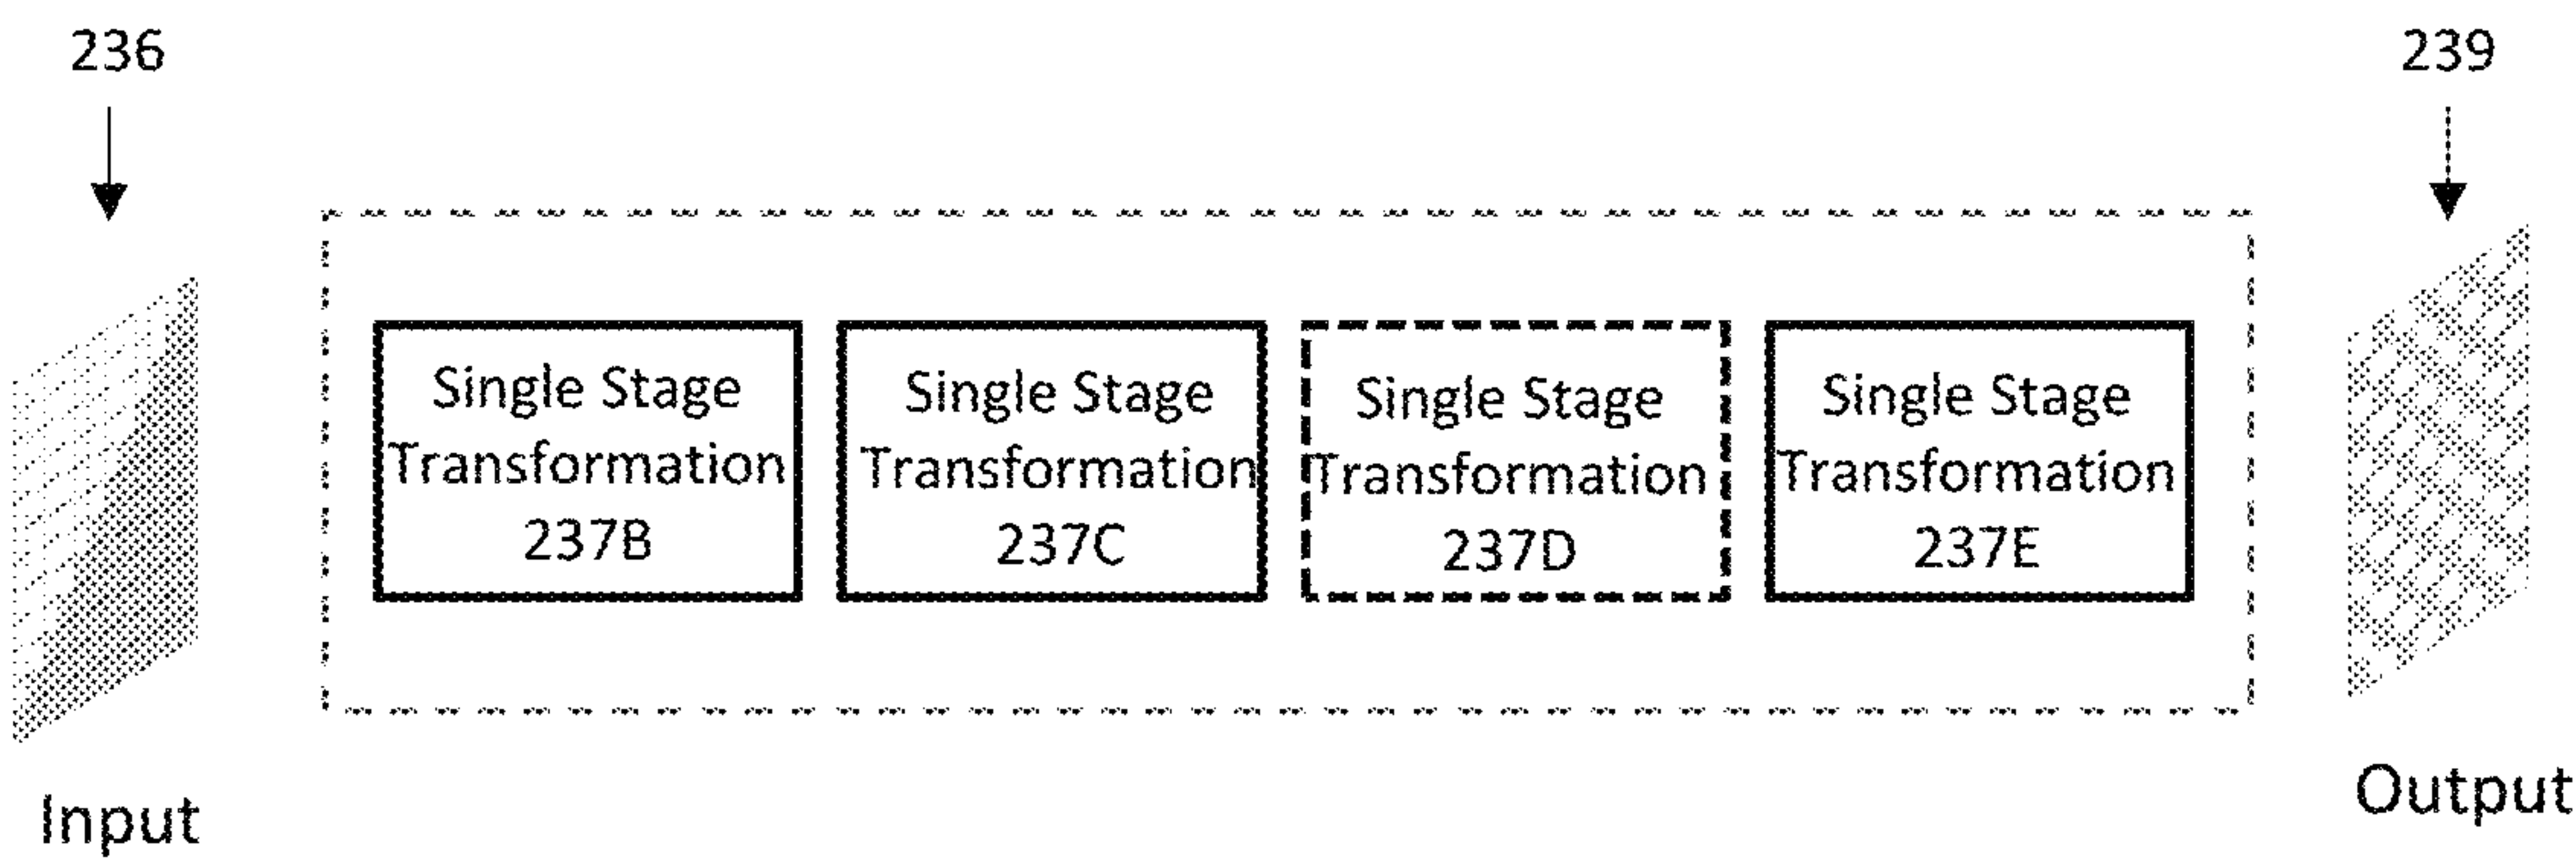 236
239
Single Stage
Transformation
237B
Single Stage
Transformation
237C
Single Stage
Transformation
237D
Single Stage
Transformation
237E
Input
Output